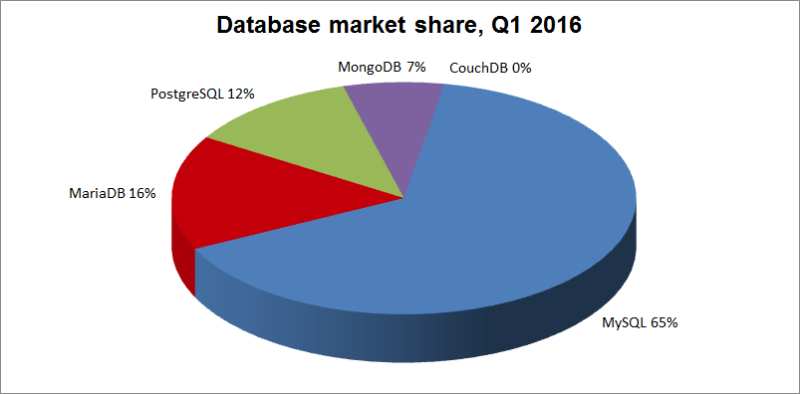 Database market share, Q1 2016
MongoDB 7%
CouchDB 0%
PostgreSQL 12%
MariaDB 16%
MySQL 65%